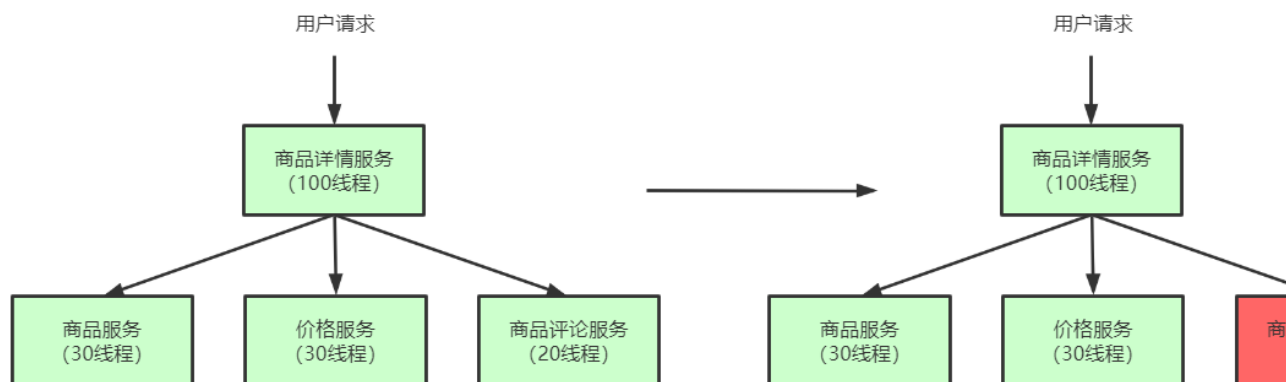 用户请求
商品详情服务
(100线程)
商品服务
(30线程)
价格服务
(30线程)
商品评论服务
(20线程)
用户请求
商品详情服务
(100线程)
商品服务
(30线程)
价格服务
(30线程)
商